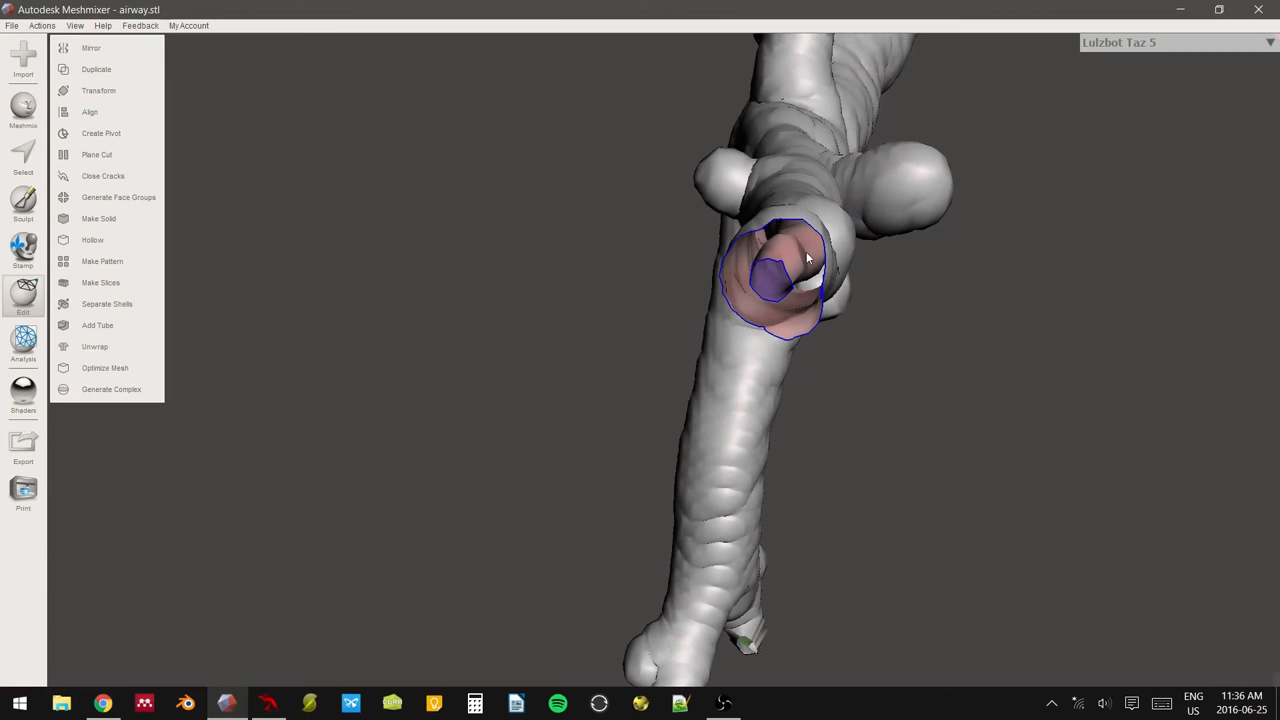 Autodesk Meshmixer - airway.stl
File Actions View Help Feedback My Account
Lulzbot Taz 5
Import
Meshmix
Select
Sculpt
Stamp
Edit
Analysis
Shaders
Export
Print
Mirror
Duplicate
Transform
Align
Create Pivot
Plane Cut
Close Cracks
Generate Face Groups
Make Solid
Hollow
Make Pattern
Make Slices
Separate Shells
Add Tube
Unwrap
Optimize Mesh
Generate Complex
CURA
ENG
US
11:36 AM
2016-06-25